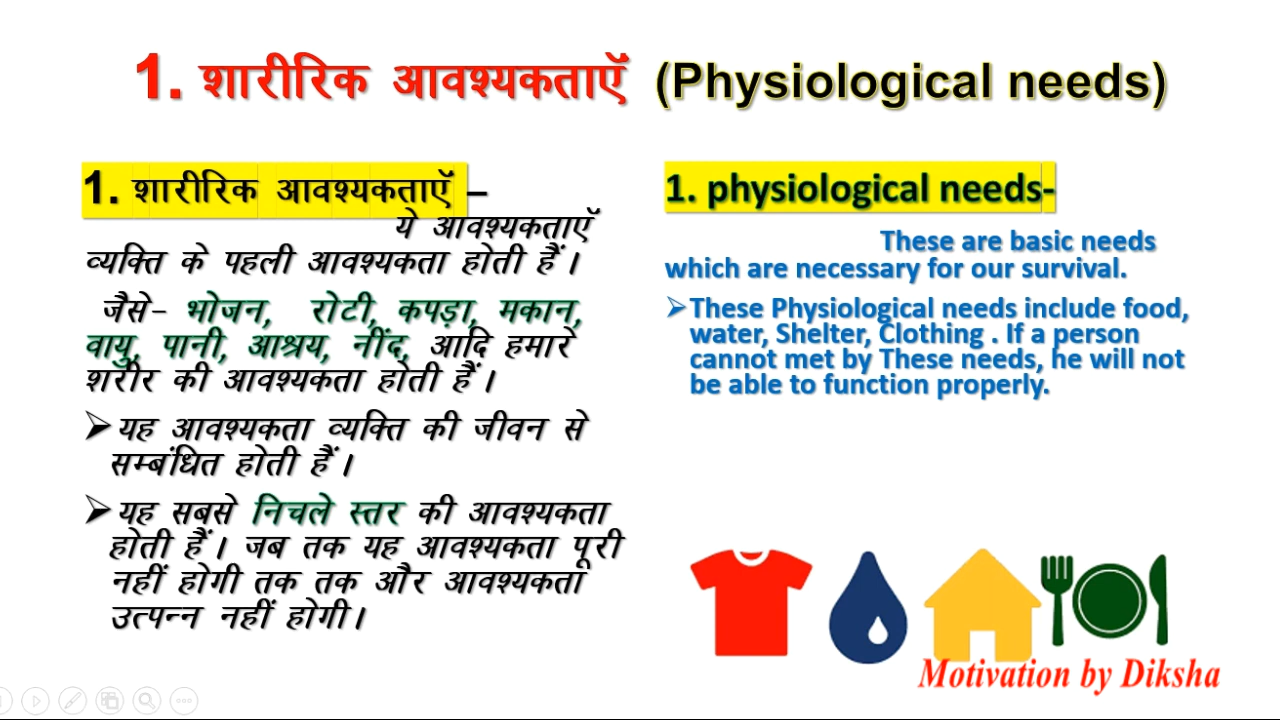 1. शारीरिक आवश्यकताऍ (Physiological needs)
1. शारीरिक आवश्यकताऍ –
ये आवश्यकताऍ
व्यक्ति के पहली आवश्यकता होती हैं।
जैसे- भोजन, रोटी, कपड़ा, मकान,
वायु, पानी, आश्रय, नींद, आदि हमारे
शरीर की आवश्यकता होती हैं।
➢यह आवश्यकता व्यक्ति की जीवन से
सम्बंधित होती हैं।
➢यह सबसे निचले स्तर की आवश्यकता
होती हैं। जब तक यह आवश्यकता पूरी
नहीं होगी तक तक और आवश्यकता
उत्पन्न नहीं होगी।
1. physiological needs-
These are basic needs
which are necessary for our survival.
➢These Physiological needs include food,
water, Shelter, Clothing . If a person
cannot met by These needs, he will not
be able to function properly.
Motivation by Diksha